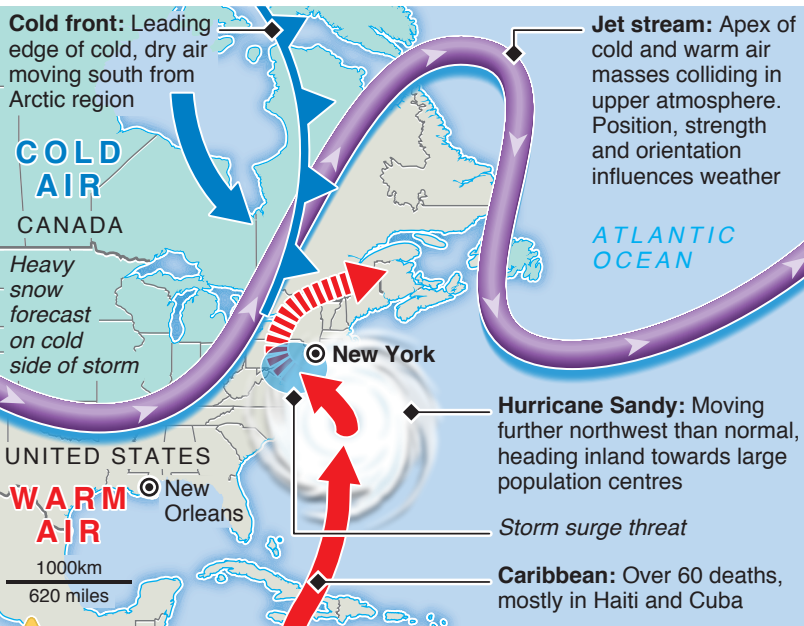 Cold front: Leading
edge of cold, dry air
moving south from
Arctic region
COLD
AIR
CANADA
Heavy
snow
forecast
on cold
side of storm
Jet stream: Apex of
cold and warm air
masses colliding in
upper atmosphere.
Position, strength
and orientation
influences weather
ATLANTIC
OCEAN
New York
Hurricane Sandy: Moving
further northwest than normal,
heading inland towards large
population centres
UNITED STATES
WARM
AIR
New
Orleans
Storm surge threat
1000km
620 miles
Caribbean: Over 60 deaths,
mostly in Haiti and Cuba